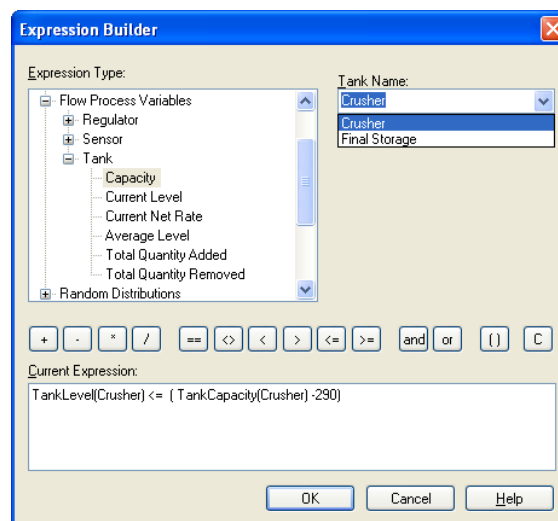 Expression Builder
Expression Type:
Flow Process Variables
Regulator
Sensor
Tank
Capacity
Current Level
Current Net Rate
Average Level
Total Quantity Added
Total Quantity Removed
Random Distributions
Tank Name:
Crusher
Crusher
Final Storage
+ - * / == <> < > <= >= and or ( ) C
Current Expression:
TankLevel(Crusher) <= ( TankCapacity(Crusher) -290)
OK Cancel Help